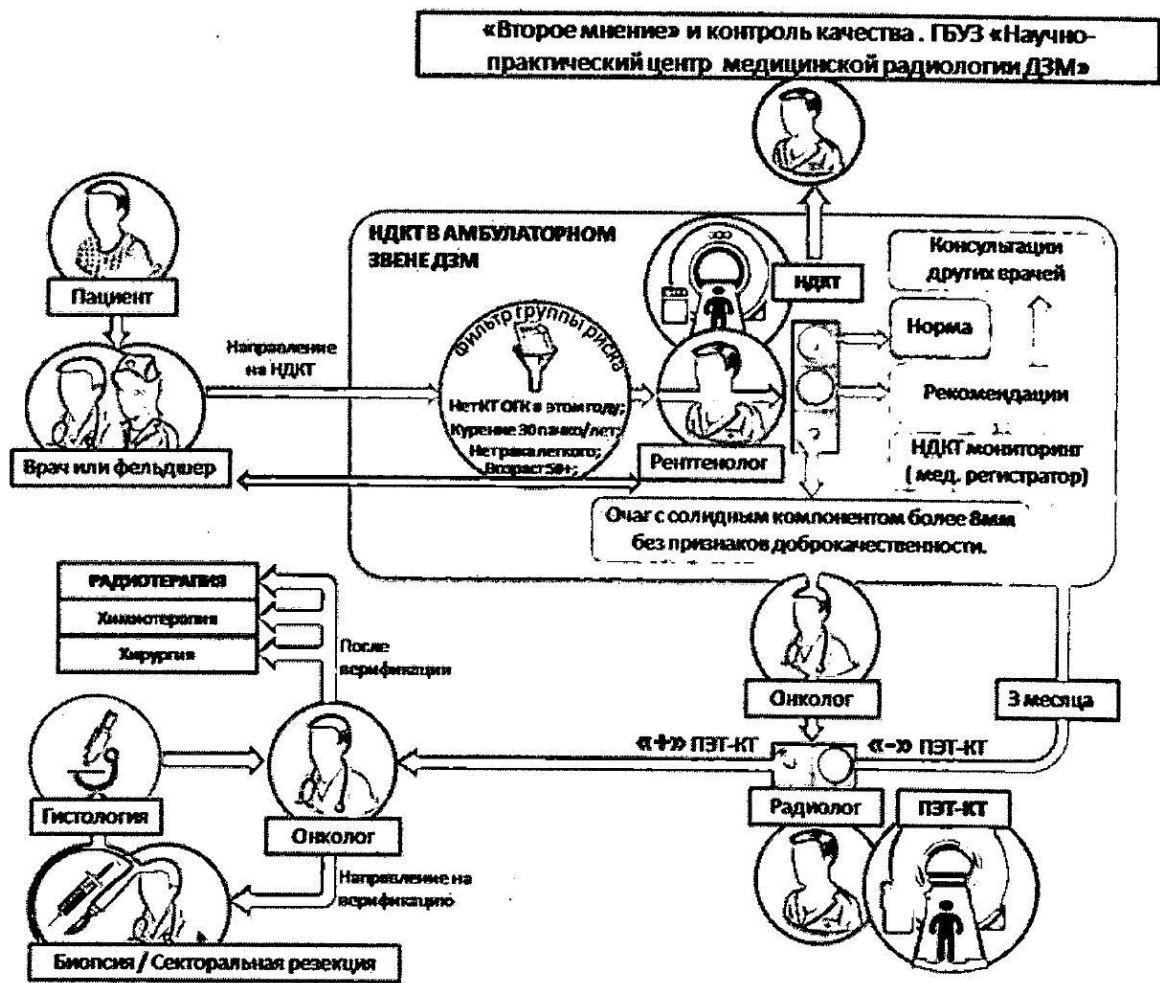 «Второе мнение» и контроль качества. ГБУЗ «Научно-
практический центр медицинской радиологии ДЗМ»
Пациент
Врач или фельдшер
Направление
на НДКТ
НДКТ В АМБУЛАТОРНОМ
ЗВЕНЕ ДЗМ
Фильтр группы риска
Нет КТ ОГК в этом году;
Курение 30 пачко/лет;
Нет рака легкого;
Возраст 50+;
НДКТ
Рентгенолог
Консультации
других врачей
Норма
Рекомендации
НДКТ мониторинг
( мед. регистратор)
Очаг с солидным компонентом более 8мм
без признаков доброкачественности.
РАДИОТЕРАПИЯ
Химиотерапия
Хирургия
После
верификации
Онколог
3 месяца
«+» ПЭТ-КТ
«-» ПЭТ-КТ
Радиолог
ПЭТ-КТ
Гистология
Онколог
Направление на
верификацию
Биопсия / Секторальная резекция